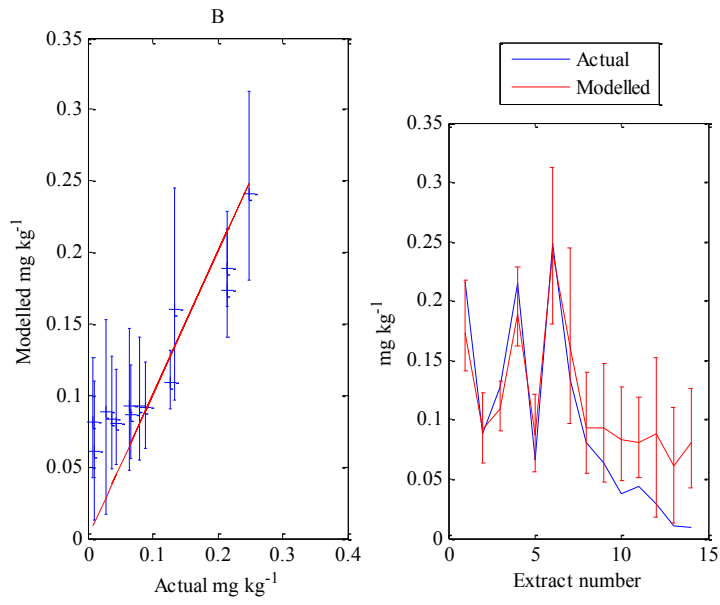 B
0.35
0.3
0.25
0.2
0.15
0.1
0.05
0
Modelled mg kg⁻¹
0 0.1 0.2 0.3 0.4
Actual mg kg⁻¹
Actual
Modelled
0.35
0.3
0.25
0.2
0.15
0.1
0.05
0
mg kg⁻¹
0 5 10 15
Extract number